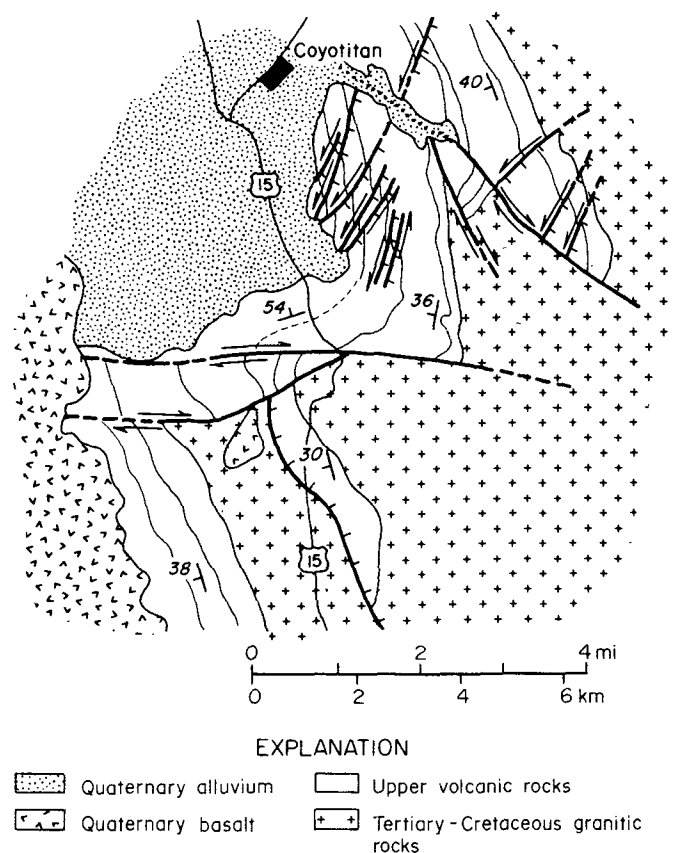 Coyotitan
40
15
36
54
30
15
38
0 2 4 mi
0 2 4 6 km
EXPLANATION
Quaternary alluvium
Upper volcanic rocks
Quaternary basalt
Tertiary-Cretaceous granitic
rocks